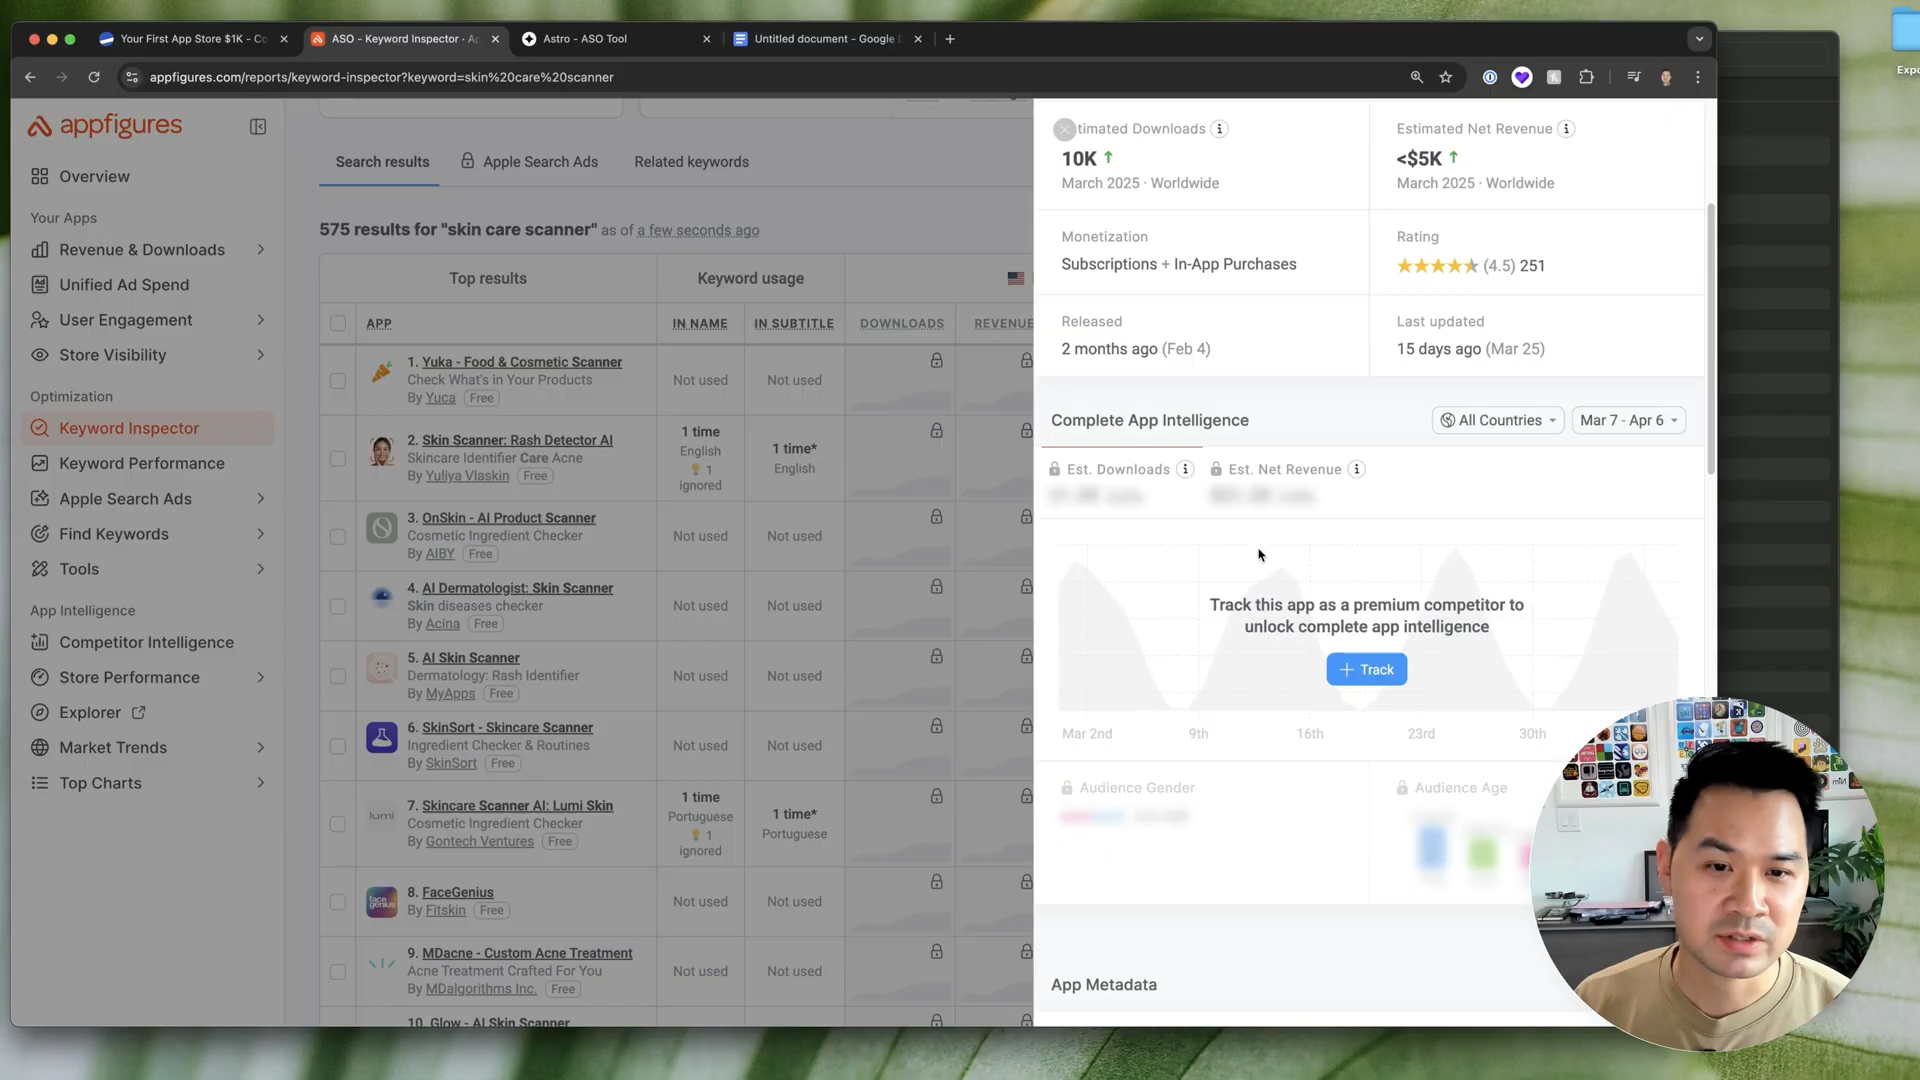 Your First App Store $1K - Co
ASO - Keyword Inspector · Ap
Astro - ASO Tool
Untitled document - Google D
appfigures.com/reports/keyword-inspector?keyword=skin%20care%20scanner
Expo
appfigures
Overview
Your Apps
Revenue & Downloads
Unified Ad Spend
User Engagement
Store Visibility
Optimization
Keyword Inspector
Keyword Performance
Apple Search Ads
Find Keywords
Tools
App Intelligence
Competitor Intelligence
Store Performance
Explorer
Market Trends
Top Charts
Search results
Apple Search Ads
Related keywords
575 results for "skin care scanner" as of a few seconds ago
Top results
Keyword usage
APP
IN NAME
IN SUBTITLE
DOWNLOADS
REVENUE
1. Yuka - Food & Cosmetic Scanner
Check What's in Your Products
By Yuca Free
Not used
Not used
2. Skin Scanner: Rash Detector AI
Skincare Identifier Care Acne
By Yuliya Vlaskin Free
1 time
English
1
ignored
1 time*
English
3. OnSkin - AI Product Scanner
Cosmetic Ingredient Checker
By AIBY Free
Not used
Not used
4. AI Dermatologist: Skin Scanner
Skin diseases checker
By Acina Free
Not used
Not used
5. AI Skin Scanner
Dermatology: Rash Identifier
By MyApps Free
Not used
Not used
6. SkinSort - Skincare Scanner
Ingredient Checker & Routines
By SkinSort Free
Not used
Not used
lumi
7. Skincare Scanner AI: Lumi Skin
Cosmetic Ingredient Checker
By Gontech Ventures Free
1 time
Portuguese
1
ignored
1 time*
Portuguese
face
genius
8. FaceGenius
By Fitskin Free
Not used
Not used
9. MDacne - Custom Acne Treatment
Acne Treatment Crafted For You
By MDalgorithms Inc. Free
Not used
Not used
10. Glow - AI Skin Scanner
timated Downloads
10K
March 2025 · Worldwide
Estimated Net Revenue
<$5K
March 2025 · Worldwide
Monetization
Subscriptions + In-App Purchases
Rating
(4.5) 251
Released
2 months ago (Feb 4)
Last updated
15 days ago (Mar 25)
Complete App Intelligence
All Countries
Mar 7 - Apr 6
Est. Downloads
Est. Net Revenue
Track this app as a premium competitor to
unlock complete app intelligence
+ Track
Mar 2nd
9th
16th
23rd
30th
Audience Gender
Audience Age
App Metadata